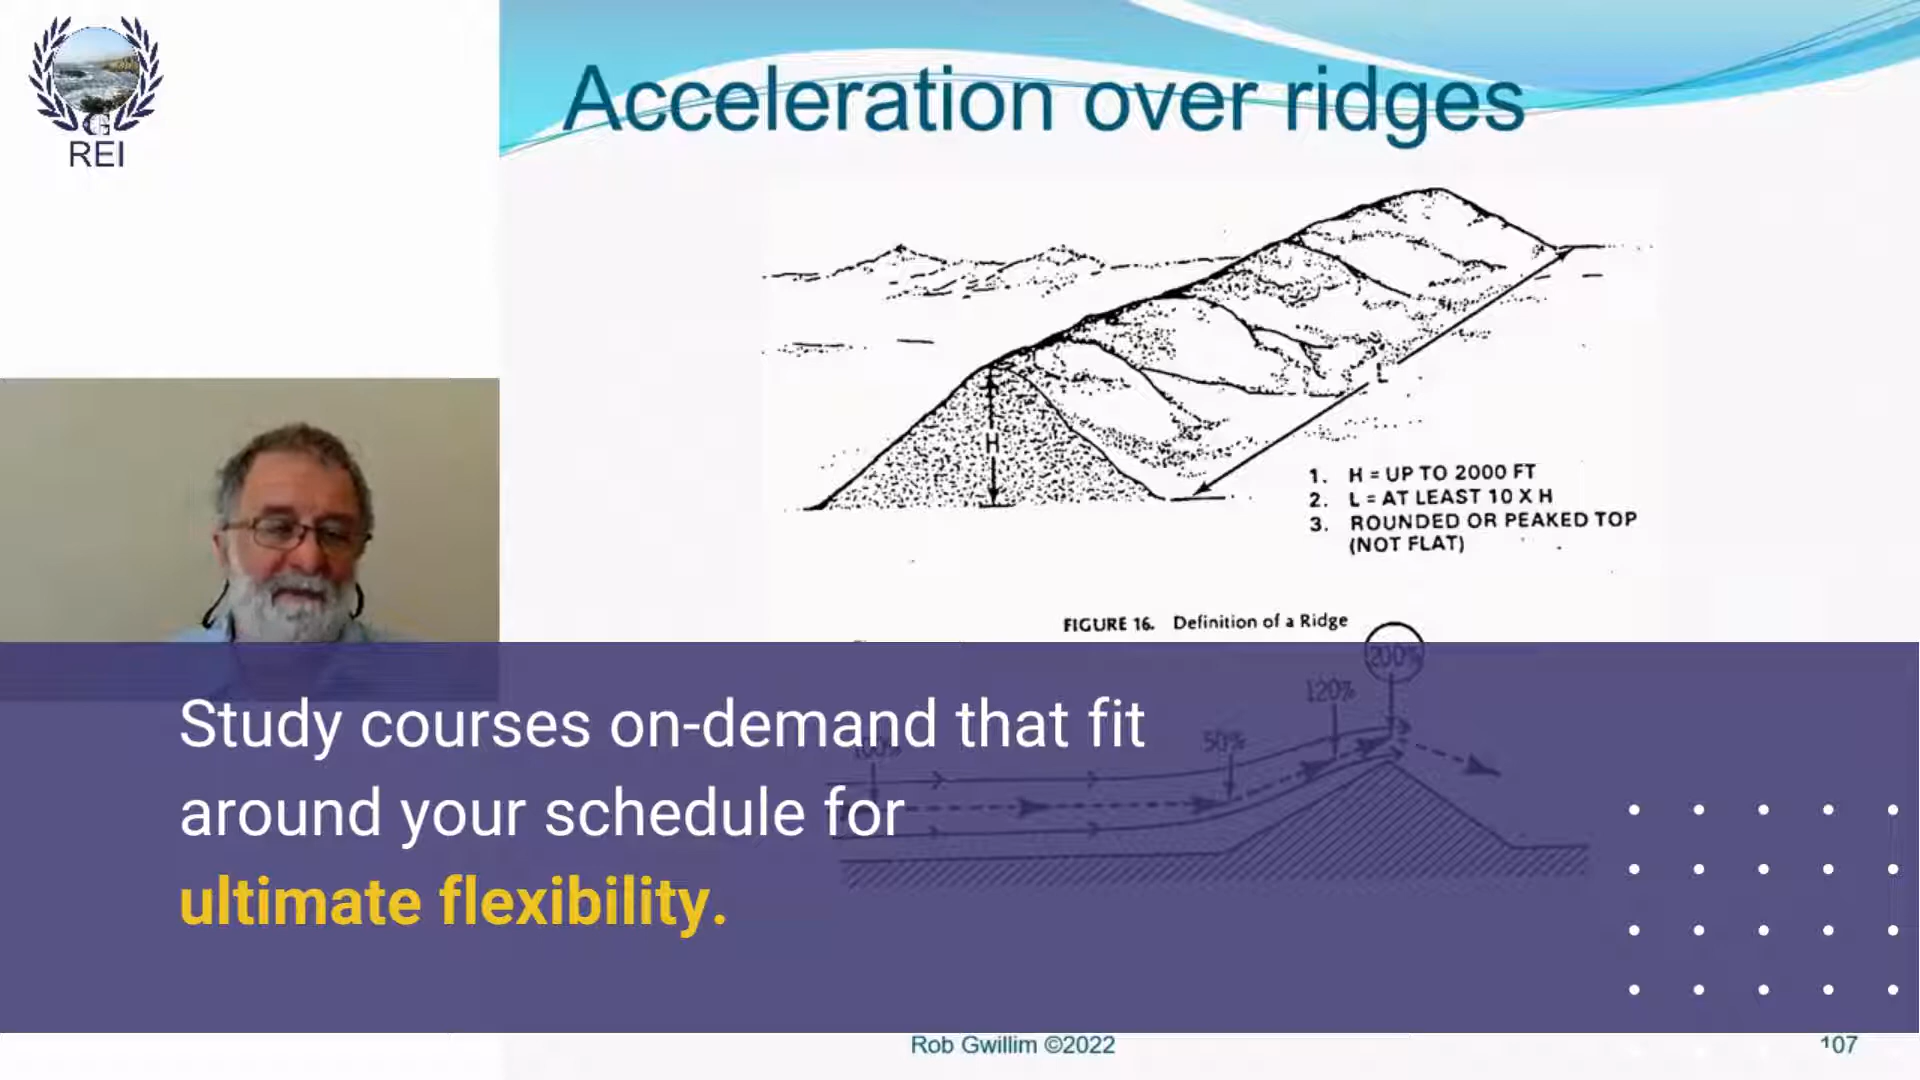 G
REI
Acceleration over ridges
H
L
1. H = UP TO 2000 FT
2. L = AT LEAST 10 X H
3. ROUNDED OR PEAKED TOP
(NOT FLAT)
FIGURE 16. Definition of a Ridge
200%
120%
50%
100%
Study courses on-demand that fit
around your schedule for
ultimate flexibility.
Rob Gwillim ©2022
107